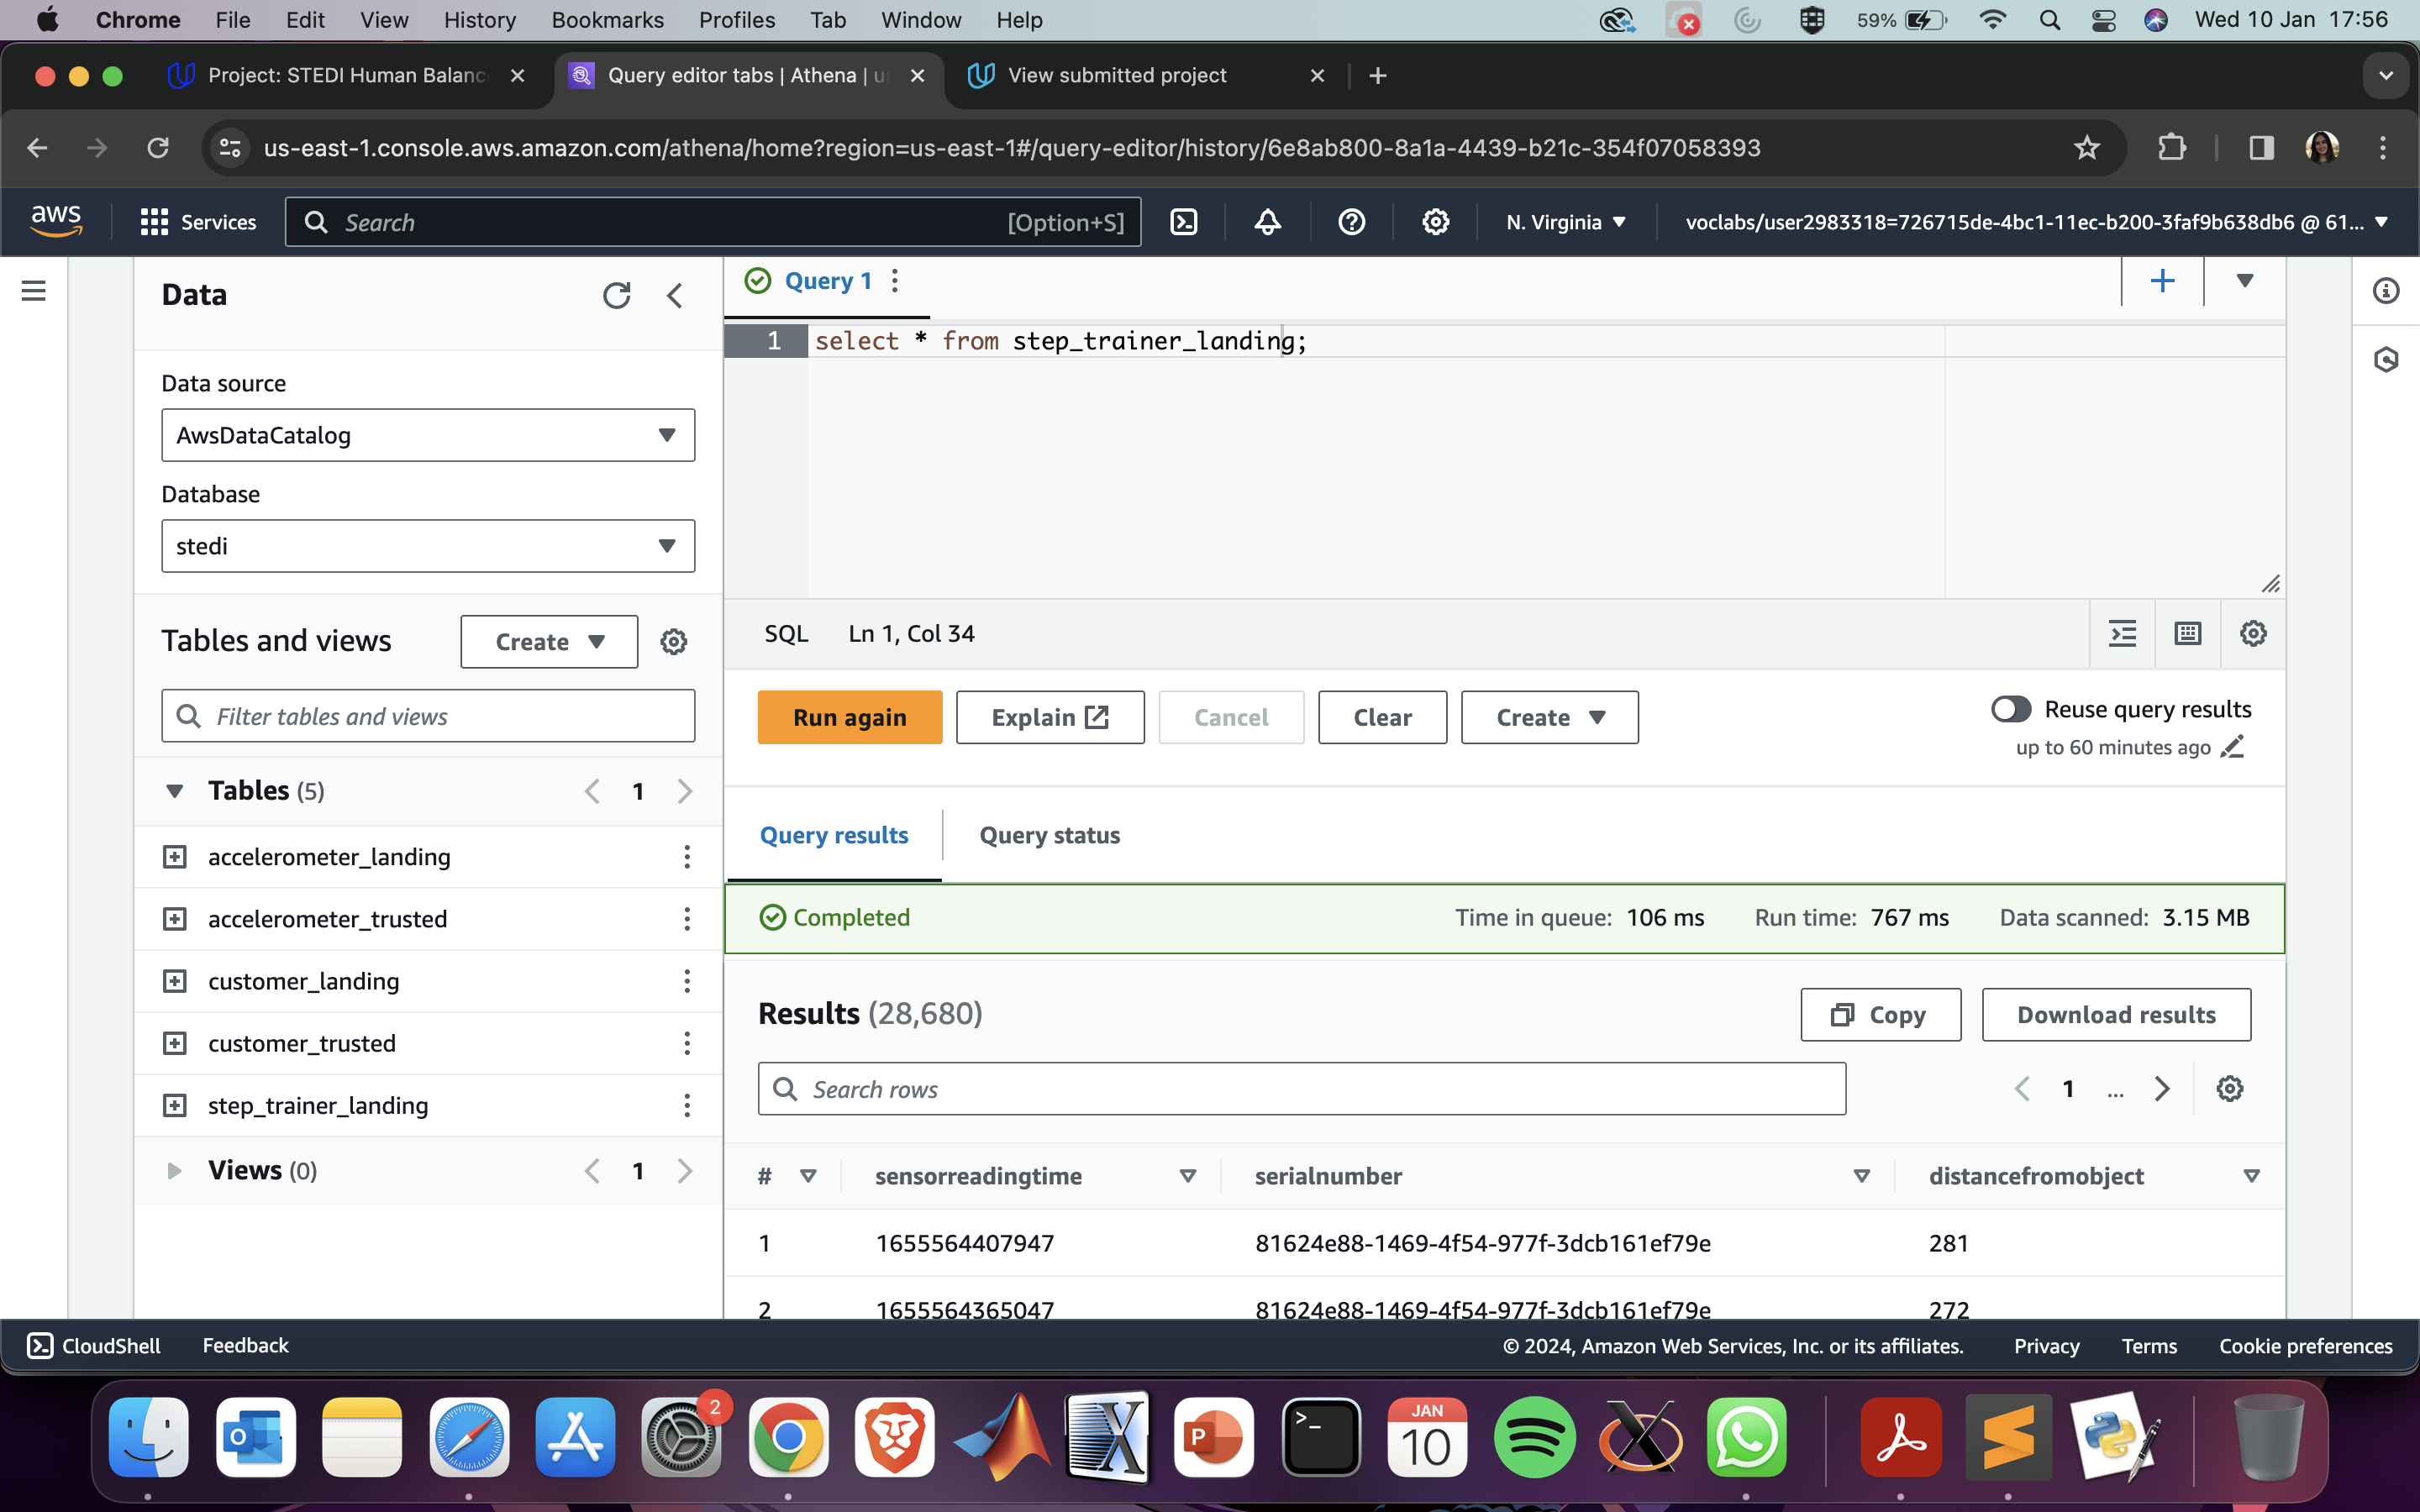 Chrome File Edit View History Bookmarks Profiles Tab Window Help 59% Wed 10 Jan 17:56
Project: STEDI Human Balanc Query editor tabs | Athena | us View submitted project
us-east-1.console.aws.amazon.com/athena/home?region=us-east-1#/query-editor/history/6e8ab800-8a1a-4439-b21c-354f07058393
aws Services Search [Option+S] N. Virginia voclabs/user2983318=726715de-4bc1-11ec-b200-3faf9b638db6 @ 61...
Data
Data source
AwsDataCatalog
Database
stedi
Tables and views Create
Filter tables and views
Tables (5) 1
accelerometer_landing
accelerometer_trusted
customer_landing
customer_trusted
step_trainer_landing
Views (0) 1
Query 1
1 select * from step_trainer_landing;
SQL Ln 1, Col 34
Run again Explain Cancel Clear Create
Reuse query results
up to 60 minutes ago
Query results Query status
Completed Time in queue: 106 ms Run time: 767 ms Data scanned: 3.15 MB
Results (28,680) Copy Download results
Search rows 1 ...
# sensorreadingtime serialnumber distancefromobject
1 1655564407947 81624e88-1469-4f54-977f-3dcb161ef79e 281
2 1655564365047 81624e88-1469-4f54-977f-3dcb161ef79e 272
CloudShell Feedback © 2024, Amazon Web Services, Inc. or its affiliates. Privacy Terms Cookie preferences
2
JAN
10